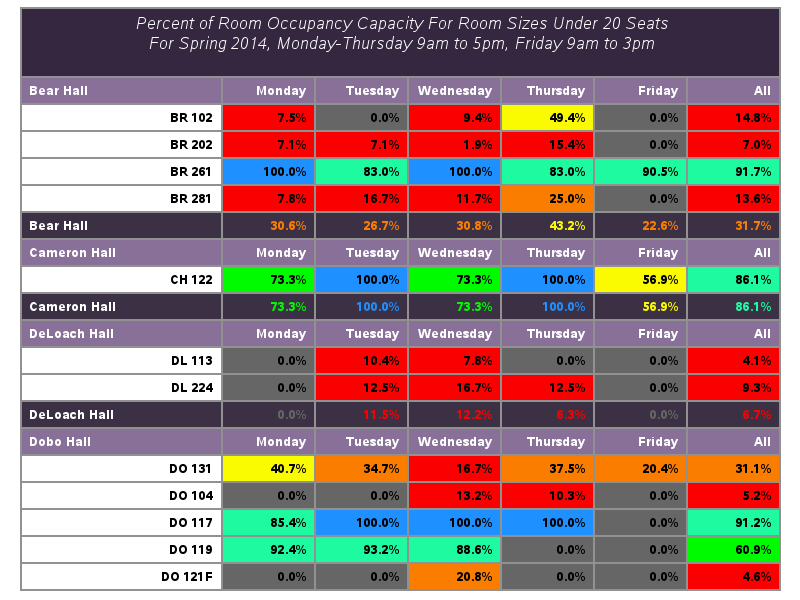 Percent of Room Occupancy Capacity For Room Sizes Under 20 Seats
For Spring 2014, Monday-Thursday 9am to 5pm, Friday 9am to 3pm
Bear Hall Monday Tuesday Wednesday Thursday Friday All
BR 102 7.5% 0.0% 9.4% 49.4% 0.0% 14.8%
BR 202 7.1% 7.1% 1.9% 15.4% 0.0% 7.0%
BR 261 100.0% 83.0% 100.0% 83.0% 90.5% 91.7%
BR 281 7.8% 16.7% 11.7% 25.0% 0.0% 13.6%
Bear Hall 30.6% 26.7% 30.8% 43.2% 22.6% 31.7%
Cameron Hall Monday Tuesday Wednesday Thursday Friday All
CH 122 73.3% 100.0% 73.3% 100.0% 56.9% 86.1%
Cameron Hall 73.3% 100.0% 73.3% 100.0% 56.9% 86.1%
DeLoach Hall Monday Tuesday Wednesday Thursday Friday All
DL 113 0.0% 10.4% 7.8% 0.0% 0.0% 4.1%
DL 224 0.0% 12.5% 16.7% 12.5% 0.0% 9.3%
DeLoach Hall 0.0% 11.5% 12.2% 6.3% 0.0% 6.7%
Dobo Hall Monday Tuesday Wednesday Thursday Friday All
DO 131 40.7% 34.7% 16.7% 37.5% 20.4% 31.1%
DO 104 0.0% 0.0% 13.2% 10.3% 0.0% 5.2%
DO 117 85.4% 100.0% 100.0% 100.0% 0.0% 91.2%
DO 119 92.4% 93.2% 88.6% 0.0% 0.0% 60.9%
DO 121F 0.0% 0.0% 20.8% 0.0% 0.0% 4.6%